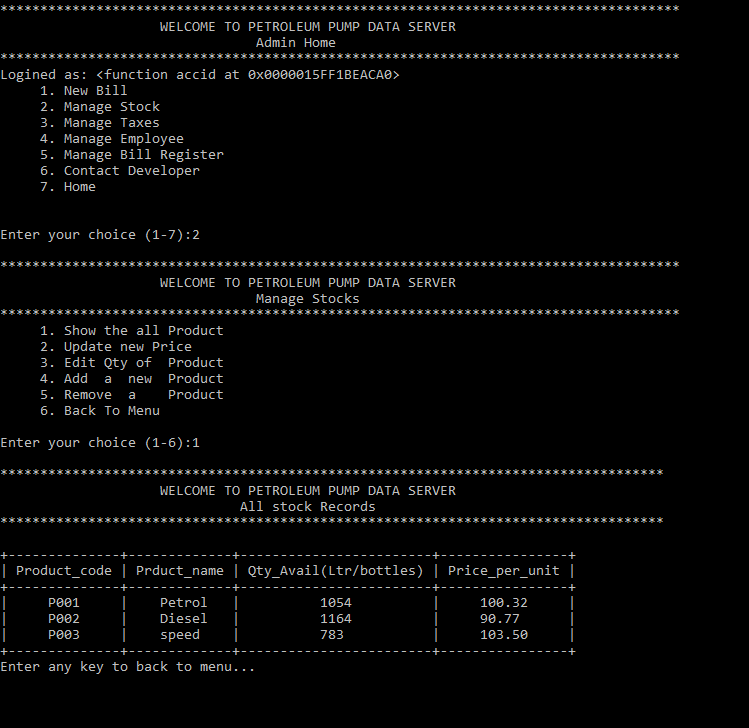 *************************************************************************************
WELCOME TO PETROLEUM PUMP DATA SERVER
Admin Home
*************************************************************************************
Logined as: <function accid at 0x0000015FF1BEACA0>
1. New Bill
2. Manage Stock
3. Manage Taxes
4. Manage Employee
5. Manage Bill Register
6. Contact Developer
7. Home
Enter your choice (1-7):2
*************************************************************************************
WELCOME TO PETROLEUM PUMP DATA SERVER
Manage Stocks
*************************************************************************************
1. Show the all Product
2. Update new Price
3. Edit Qty of  Product
4. Add  a  new  Product
5. Remove  a    Product
6. Back To Menu
Enter your choice (1-6):1
***********************************************************************************
WELCOME TO PETROLEUM PUMP DATA SERVER
All stock Records
***********************************************************************************
+--------------+-------------+------------------------+----------------+
| Product_code | Prduct_name | Qty_Avail(Ltr/bottles) | Price_per_unit |
+--------------+-------------+------------------------+----------------+
|     P001     |    Petrol   |          1054          |     100.32     |
|     P002     |    Diesel   |          1164          |     90.77      |
|     P003     |    speed    |          783           |     103.50     |
+--------------+-------------+------------------------+----------------+
Enter any key to back to menu...